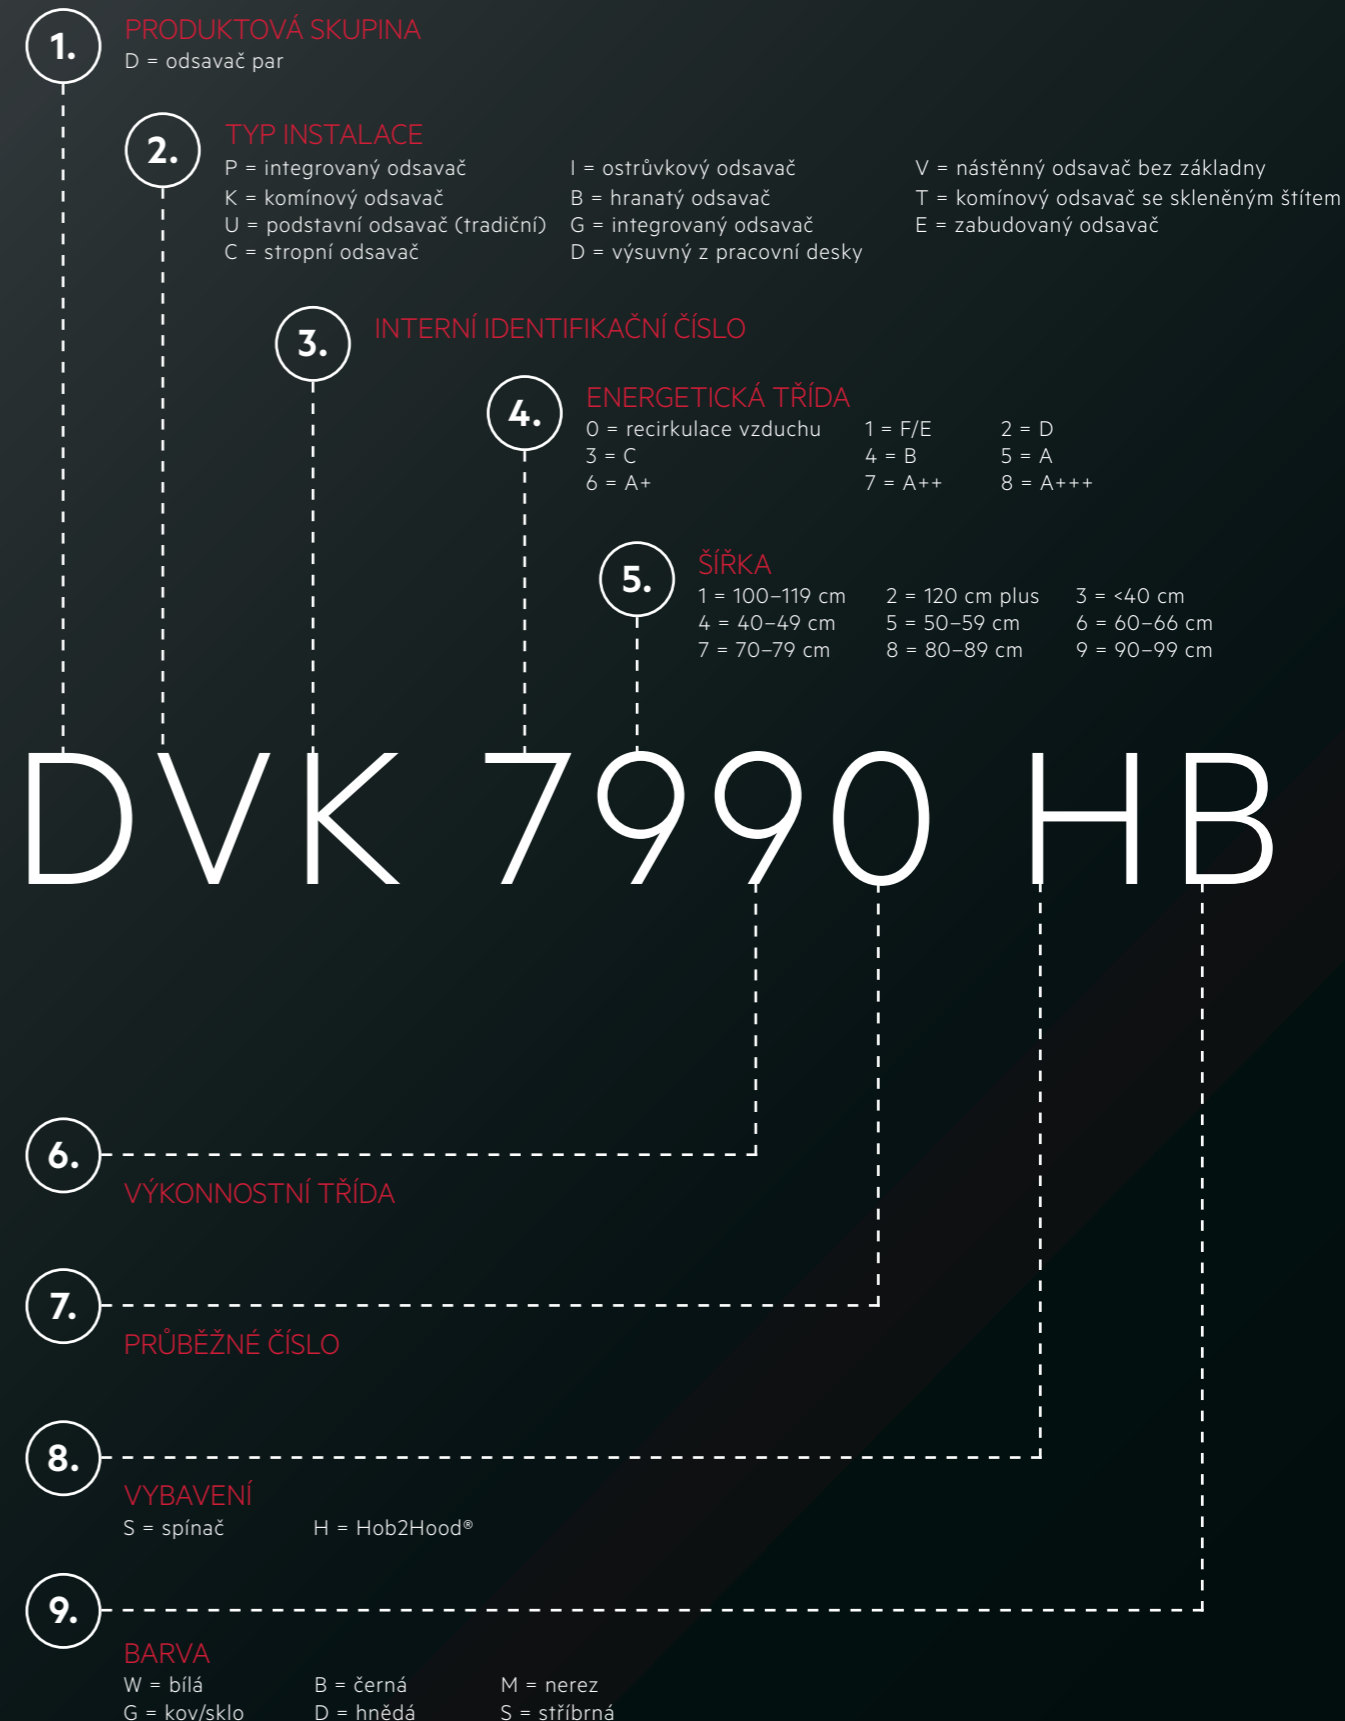 1.
PRODUKTOVÁ SKUPINA
D = odsavač par
2.
TYP INSTALACE
P = integrovaný odsavač I = ostrůvkový odsavač V = nástěnný odsavač bez základny
K = komínový odsavač B = hranatý odsavač T = komínový odsavač se skleněným štítem
U = podstavní odsavač (tradiční) G = integrovaný odsavač E = zabudovaný odsavač
C = stropní odsavač D = výsuvný z pracovní desky
3.
INTERNÍ IDENTIFIKAČNÍ ČÍSLO
4.
ENERGETICKÁ TŘÍDA
0 = recirkulace vzduchu 1 = F/E 2 = D
3 = C 4 = B 5 = A
6 = A+ 7 = A++ 8 = A+++
5.
ŠÍŘKA
1 = 100–119 cm 2 = 120 cm plus 3 = <40 cm
4 = 40–49 cm 5 = 50–59 cm 6 = 60–66 cm
7 = 70–79 cm 8 = 80–89 cm 9 = 90–99 cm
DVK 7990 HB
6.
VÝKONNOSTNÍ TŘÍDA
7.
PRŮBĚŽNÉ ČÍSLO
8.
VYBAVENÍ
S = spínač H = Hob2Hood®
9.
BARVA
W = bílá B = černá M = nerez
G = kov/sklo D = hnědá S = stříbrná